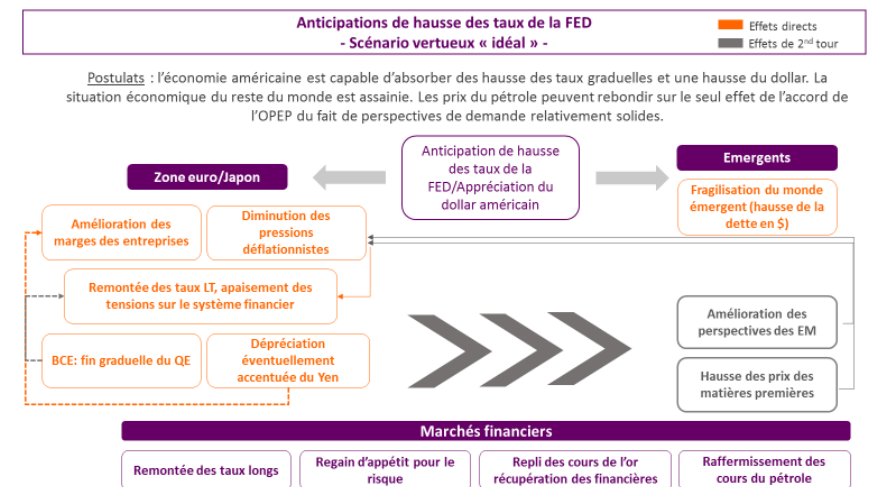 Anticipations de hausse des taux de la FED
- Scénario vertueux « idéal » -
Effets directs
Effets de 2nd tour
Postulats : l'économie américaine est capable d'absorber des hausse des taux graduelles et une hausse du dollar. La
situation économique du reste du monde est assainie. Les prix du pétrole peuvent rebondir sur le seul effet de l'accord de
l'OPEP du fait de perspectives de demande relativement solides.
Anticipation de hausse
des taux de la
FED/Appréciation du
dollar américain
Zone euro/Japon
Emergents
Amélioration des
marges des entreprises
Diminution des
pressions
déflationnistes
Fragilisation du monde
émergent (hausse de la
dette en $)
Remontée des taux LT, apaisement des
tensions sur le système financier
BCE: fin graduelle du QE
Dépréciation
éventuellement
accentuée du Yen
Amélioration des
perspectives des EM
Hausse des prix des
matières premières
Marchés financiers
Remontée des taux longs
Regain d'appétit pour le
risque
Repli des cours de l'or
récupération des financières
Raffermissement des
cours du pétrole